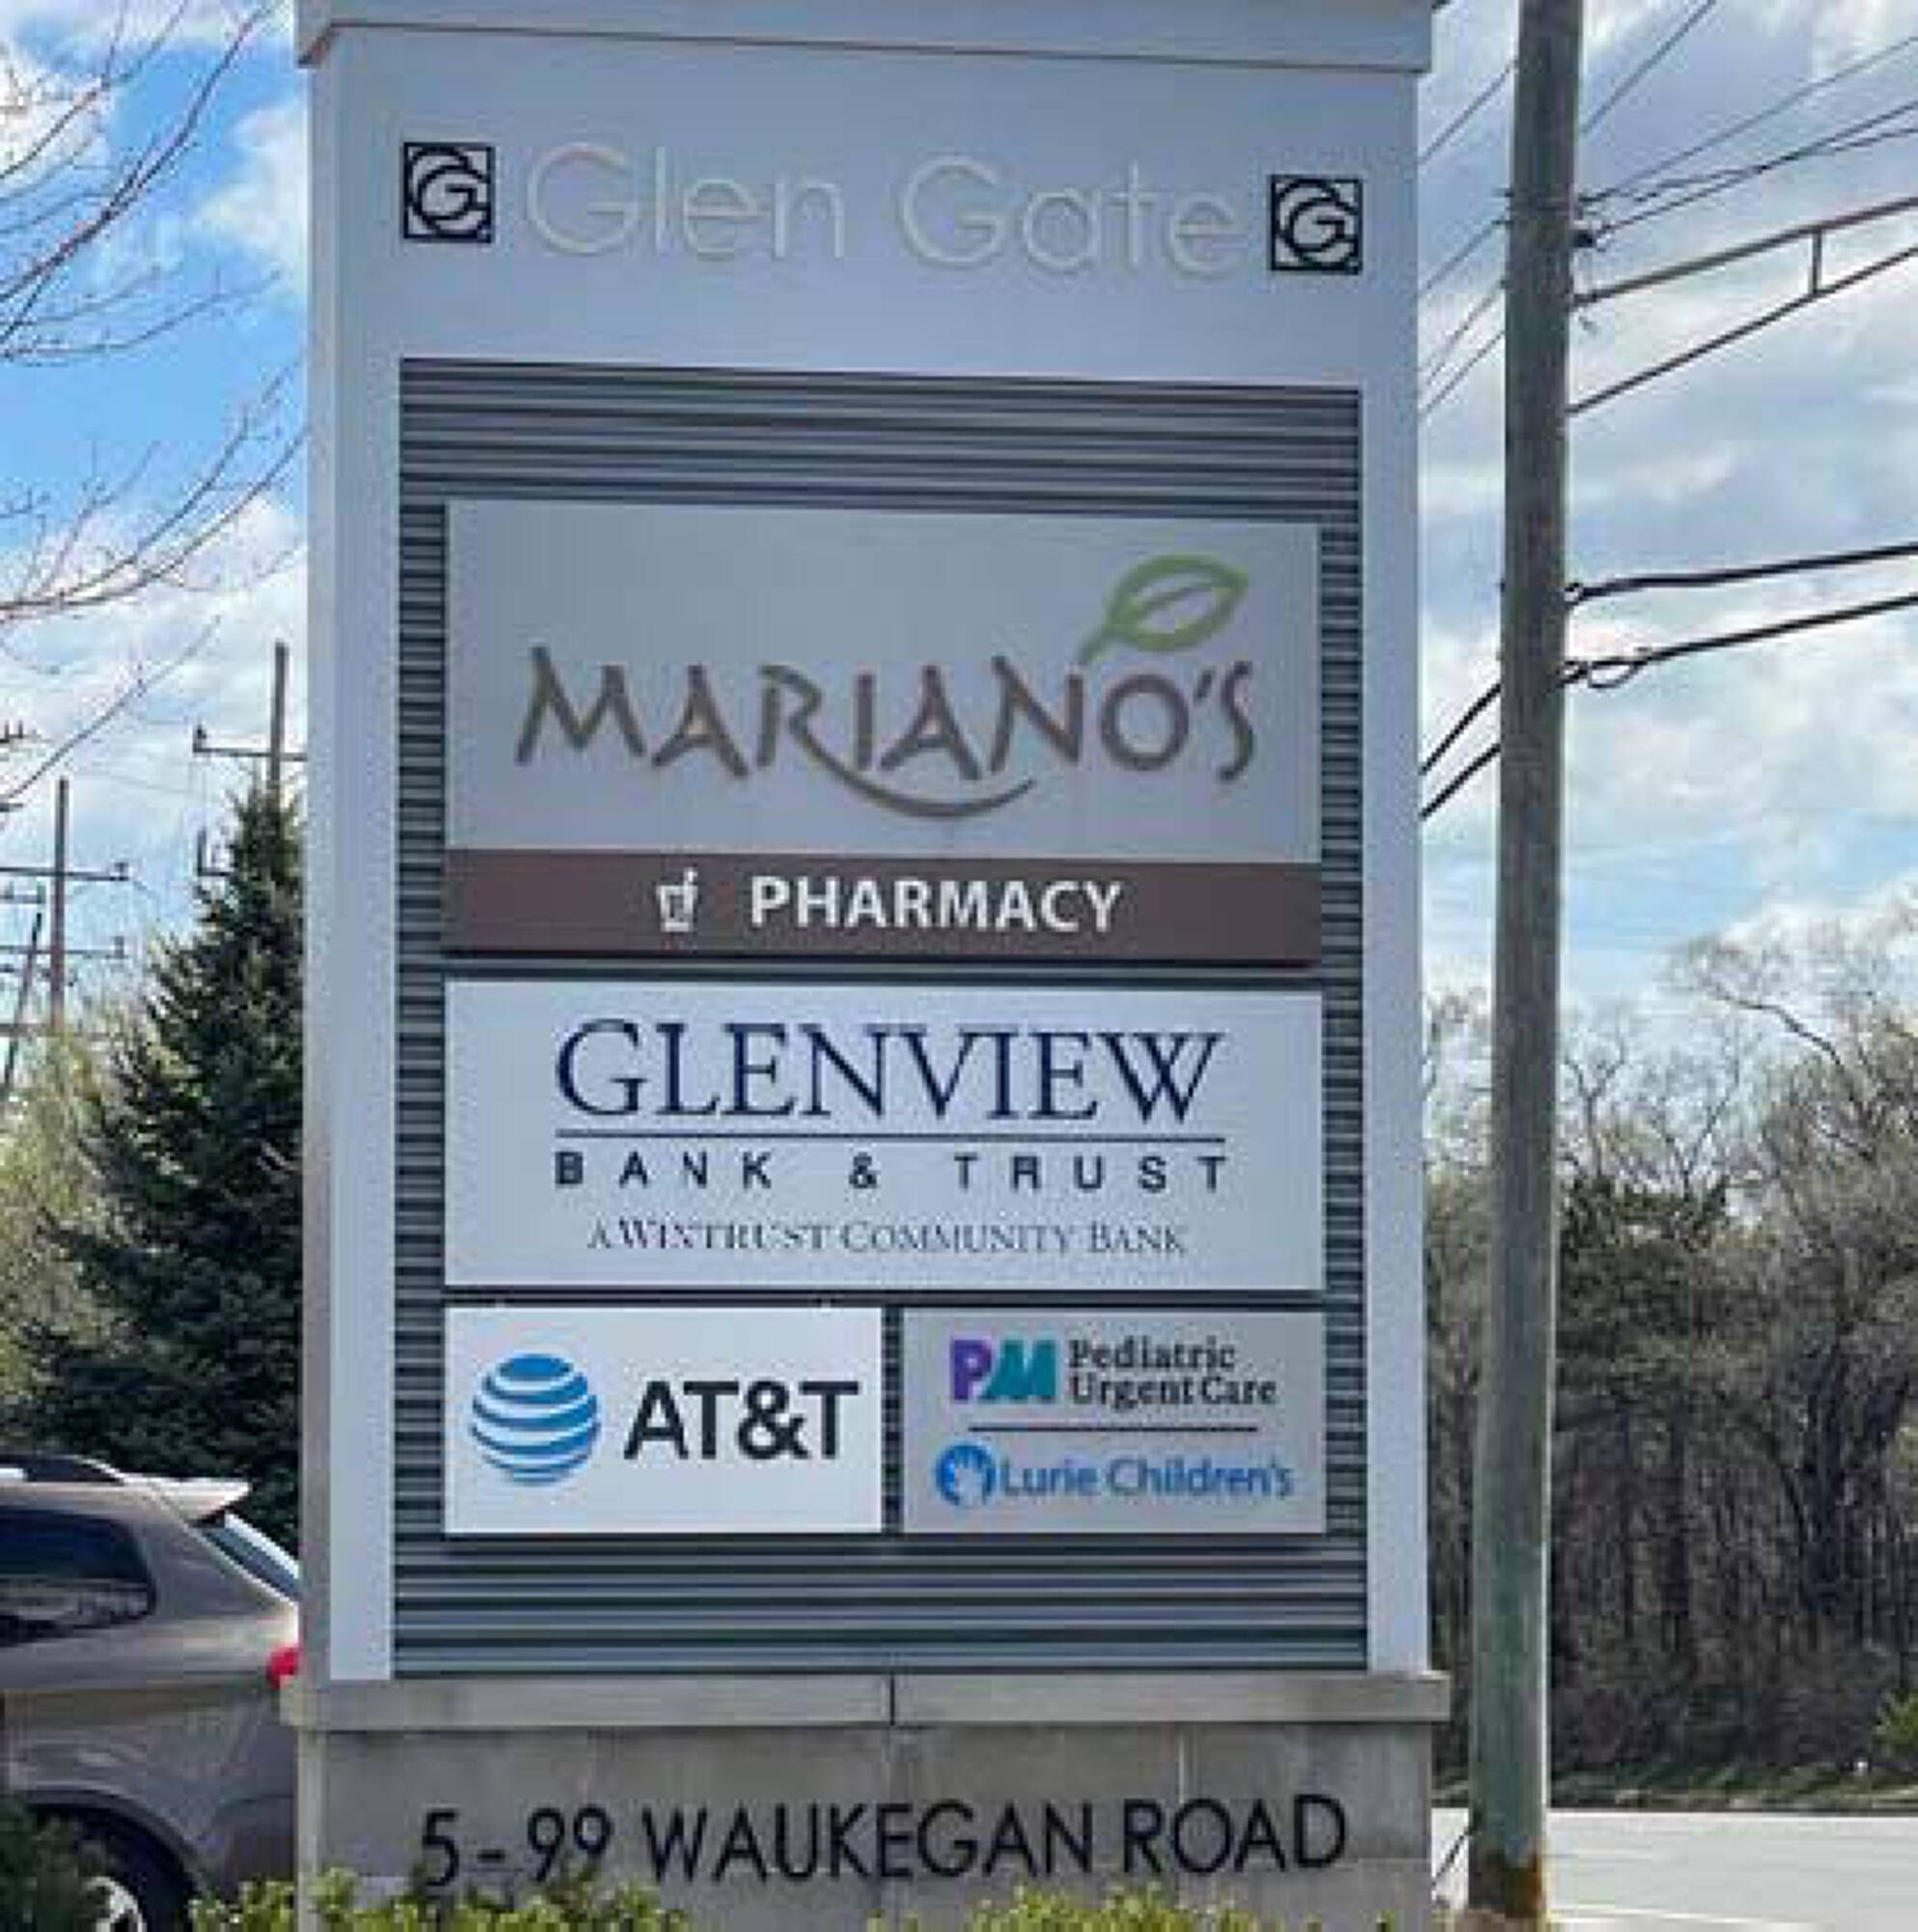 Glen Gate
MARIANO'S
PHARMACY
GLENVIEW
BANK & TRUST
A WINTRUST COMMUNITY BANK
AT&T
PM Pediatric
Urgent Care
Lurie Children's
5-99 WAUKEGAN ROAD